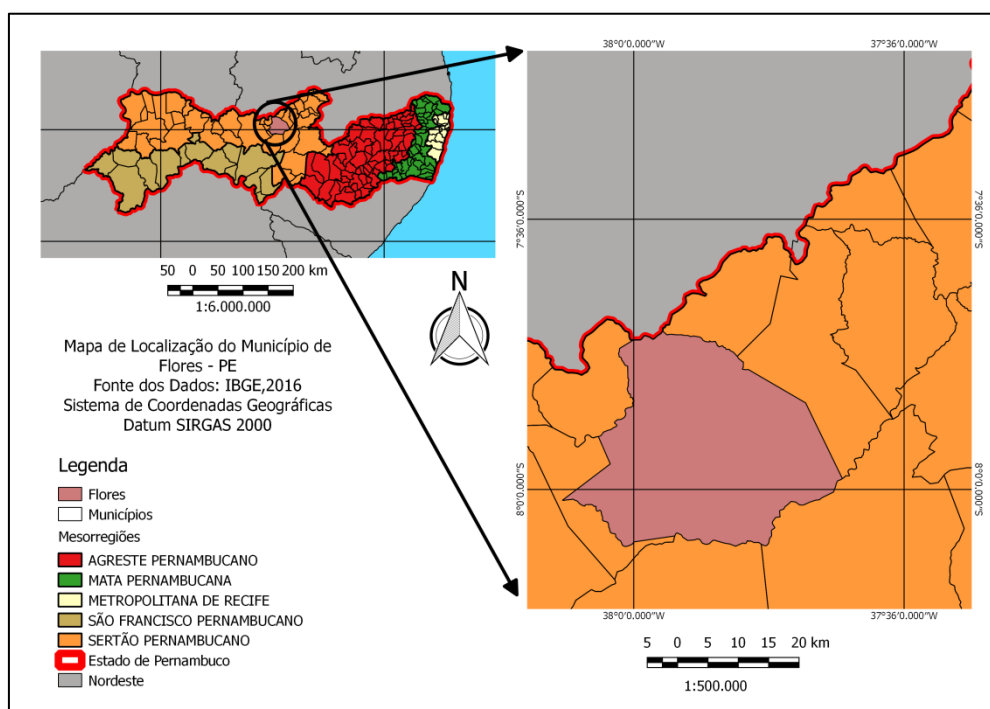 38°0'0.000"W 37°36'0.000"W
7°36'0.000"S
7°36'0.000"S
50 0 50 100 150 200 km
1:6.000.000
N
Mapa de Localização do Município de
Flores - PE
Fonte dos Dados: IBGE,2016
Sistema de Coordenadas Geográficas
Datum SIRGAS 2000
Legenda
Flores
Municípios
Mesorregiões
AGRESTE PERNAMBUCANO
MATA PERNAMBUCANA
METROPOLITANA DE RECIFE
SÃO FRANCISCO PERNAMBUCANO
SERTÃO PERNAMBUCANO
Estado de Pernambuco
Nordeste
8°0'0.000"S
8°0'0.000"S
38°0'0.000"W 37°36'0.000"W
5 0 5 10 15 20 km
1:500.000